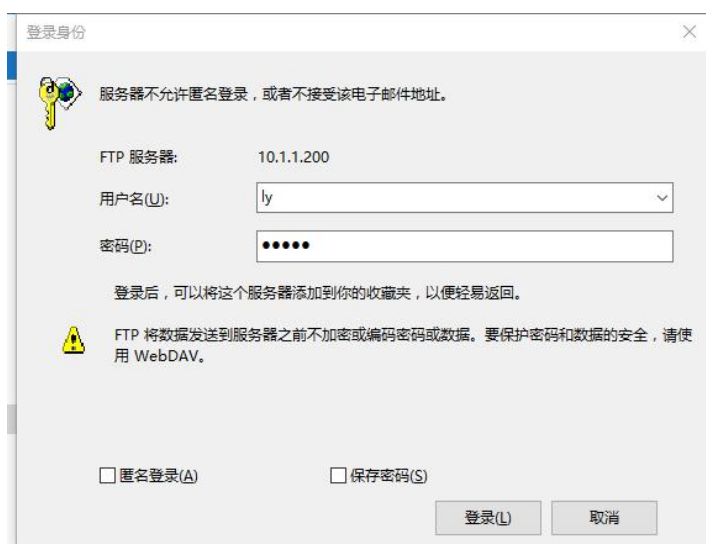 登录身份
服务器不允许匿名登录，或者不接受该电子邮件地址。
FTP 服务器: 10.1.1.200
用户名(U): ly
密码(P): ●●●●●
登录后，可以将这个服务器添加到你的收藏夹，以便轻易返回。
FTP 将数据发送到服务器之前不加密或编码密码或数据。要保护密码和数据的安全，请使
用 WebDAV。
匿名登录(A) 保存密码(S)
登录(L) 取消